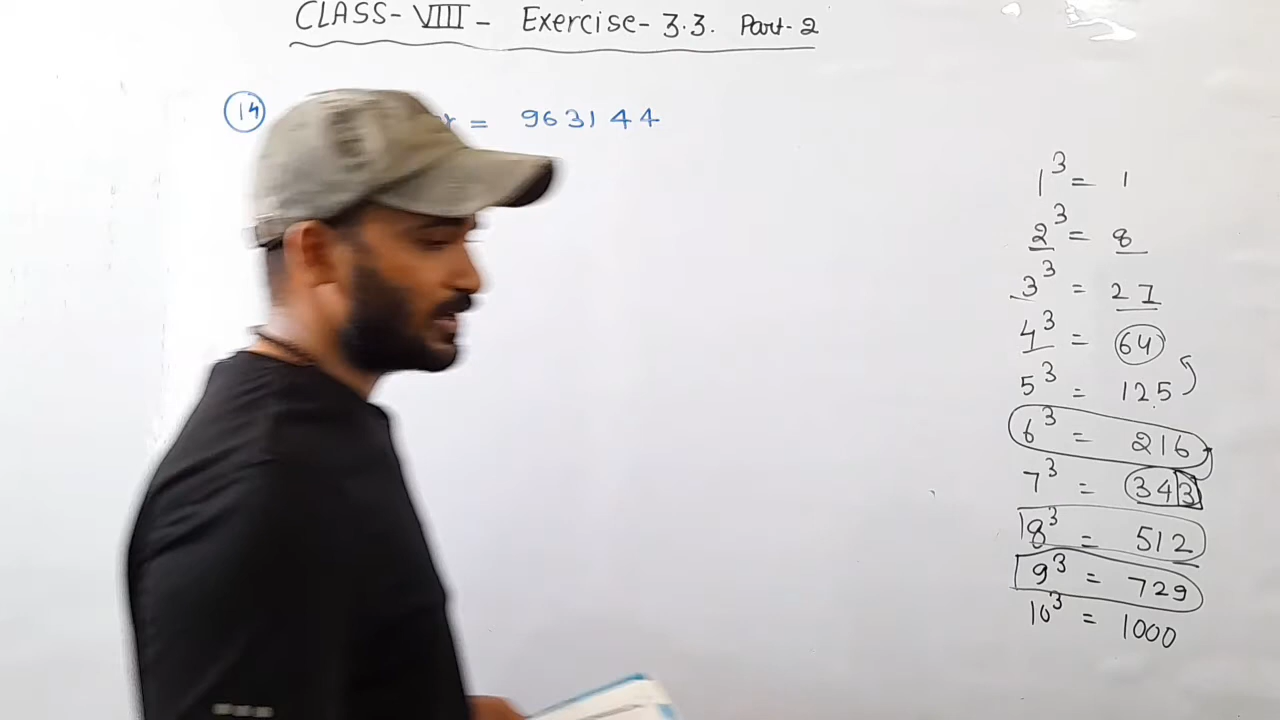 CLASS- VIII - Exercise- 3.3. Part-2
14 = 963144
1³ = 1
2³ = 8
3³ = 27
4³ = 64
5³ = 125
6³ = 216
7³ = 343
8³ = 512
9³ = 729
10³ = 1000